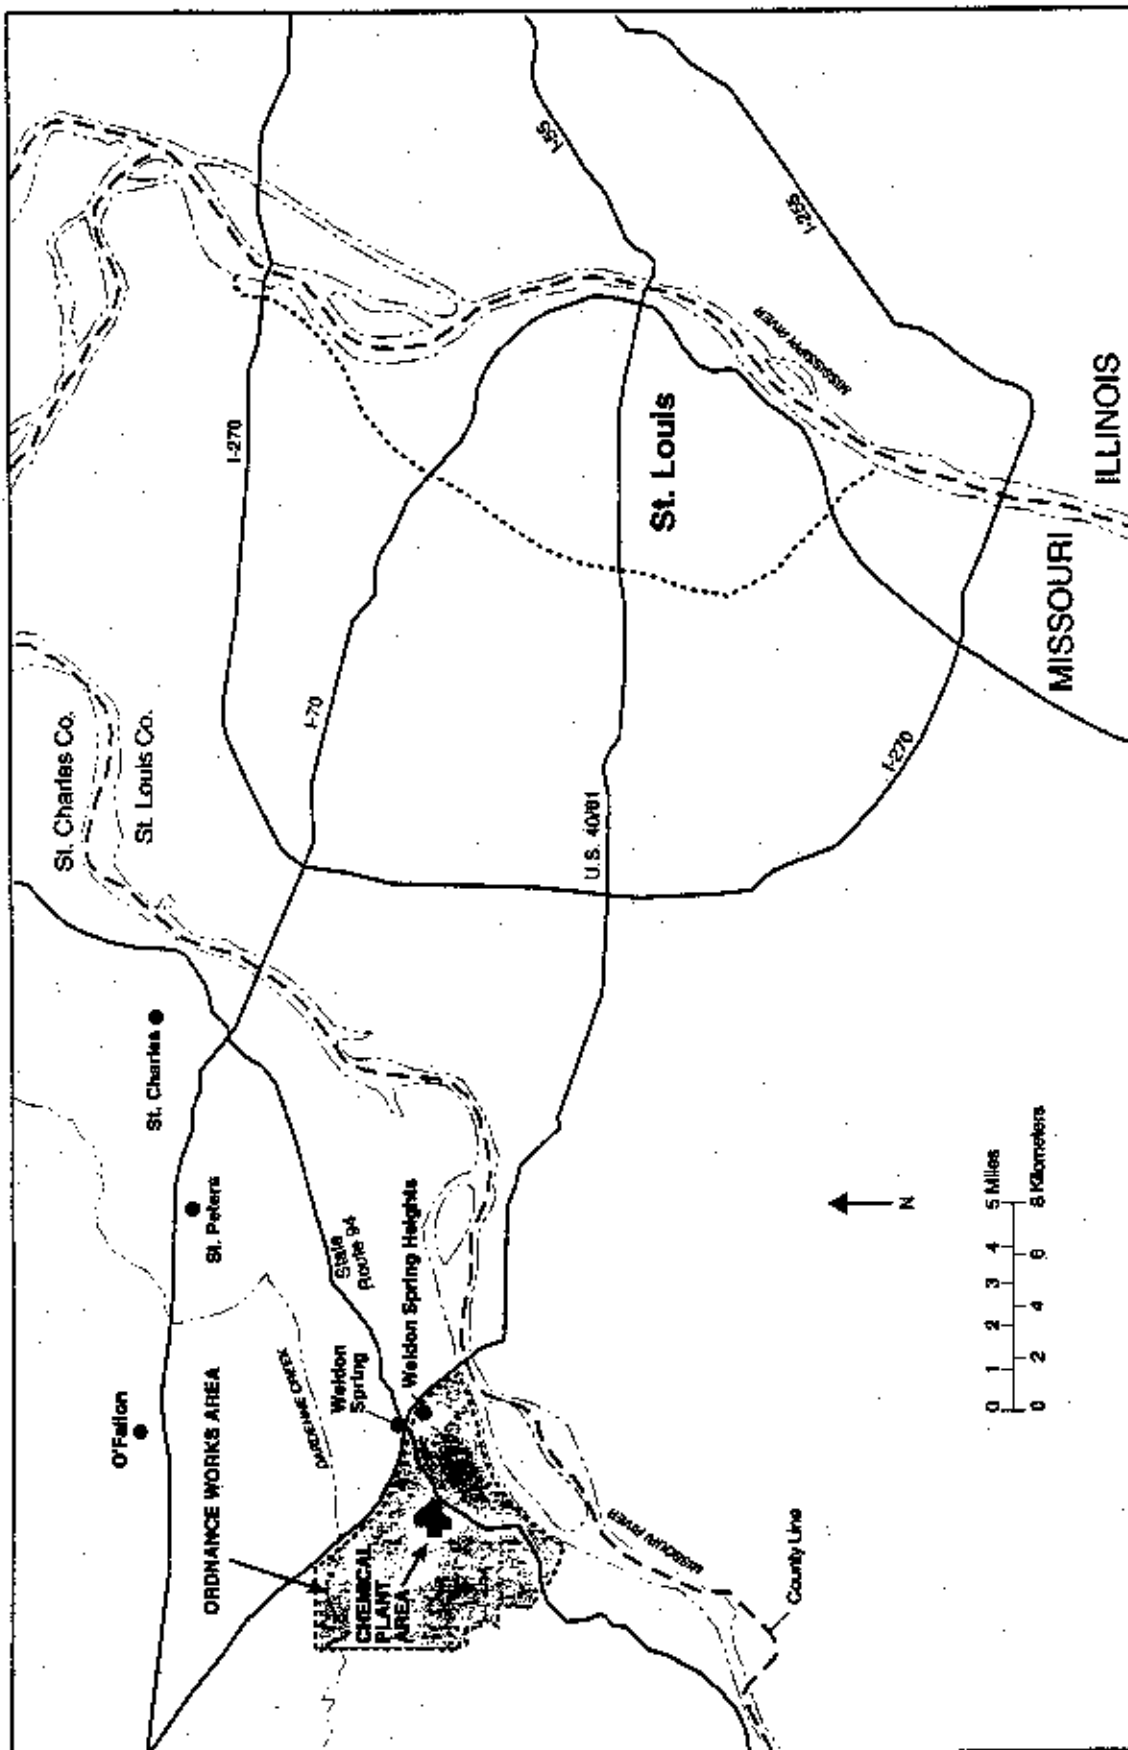 St. Charles Co.
St. Louis Co.
I-270
I-70
I-55
I-255
O'Fallon
St. Peters
St. Charles
ORDNANCE WORKS AREA
DARDENNE CREEK
State
Route 94
Weldon
Spring
Weldon Spring Heights
CHEMICAL
PLANT
AREA
U.S. 40/61
St. Louis
MISSISSIPPI RIVER
MISSOURI RIVER
I-270
County Line
N
0 1 2 3 4 5 Miles
0 2 4 6 8 Kilometers
MISSOURI
ILLINOIS